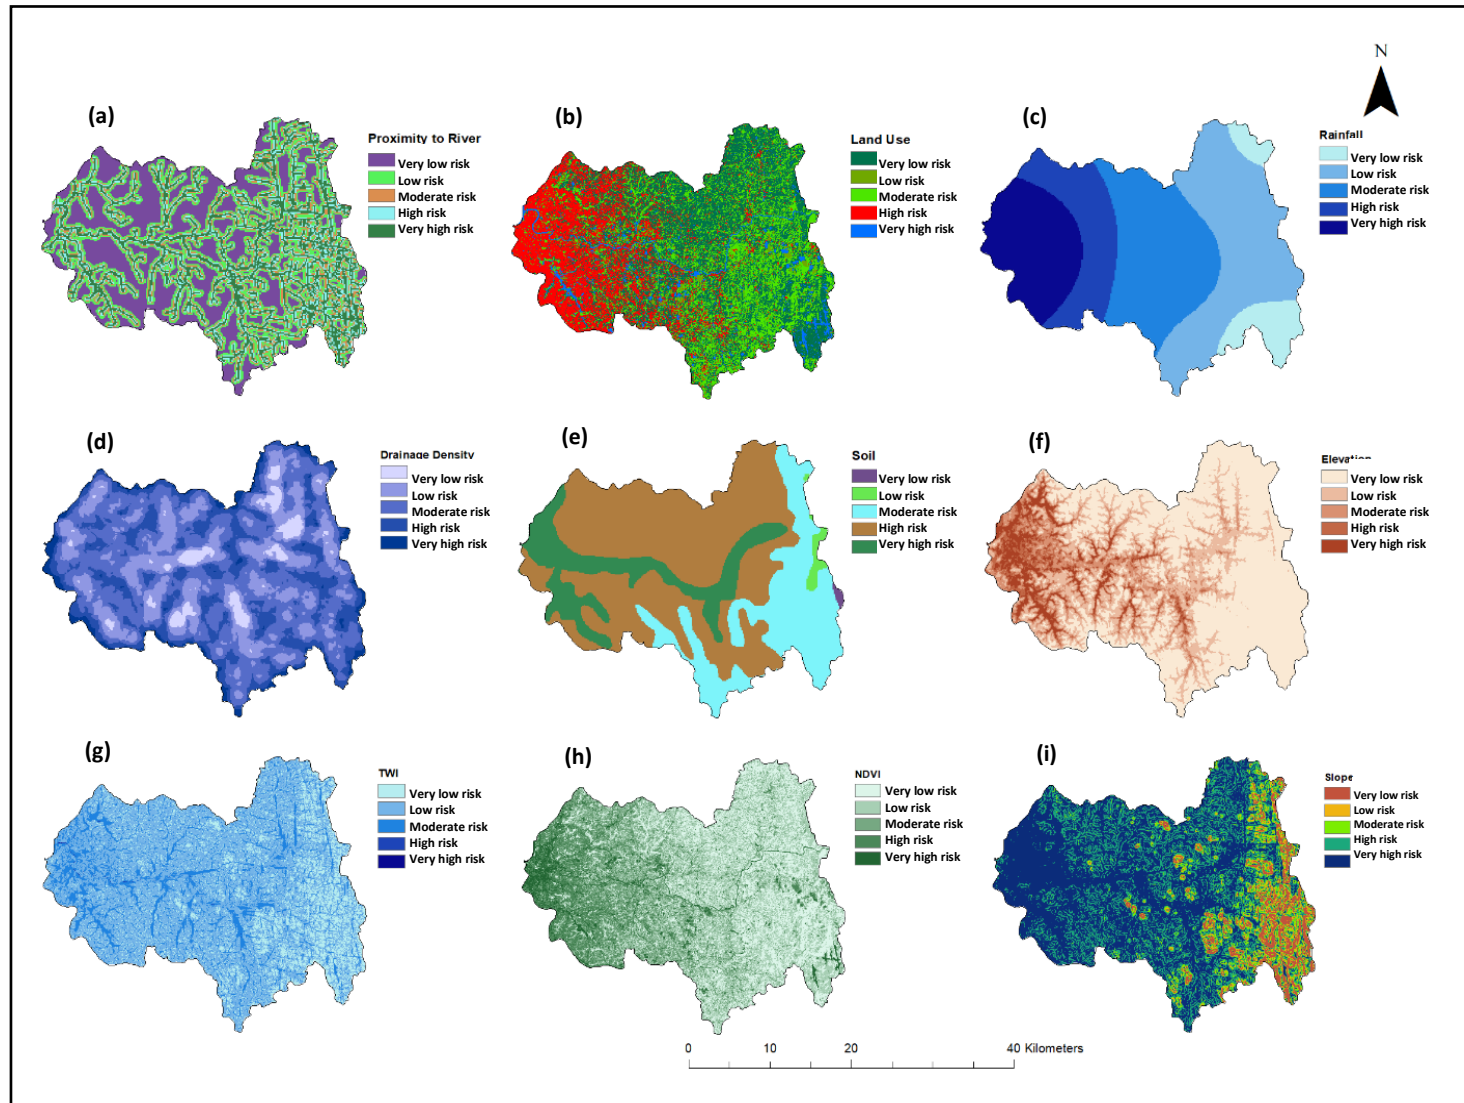 N
(a)
Proximity to River
Very low risk
Low risk
Moderate risk
High risk
Very high risk
(b)
Land Use
Very low risk
Low risk
Moderate risk
High risk
Very high risk
(c)
Rainfall
Very low risk
Low risk
Moderate risk
High risk
Very high risk
(d)
Drainage Density
Very low risk
Low risk
Moderate risk
High risk
Very high risk
(e)
Soil
Very low risk
Low risk
Moderate risk
High risk
Very high risk
(f)
Elevation
Very low risk
Low risk
Moderate risk
High risk
Very high risk
(g)
TWI
Very low risk
Low risk
Moderate risk
High risk
Very high risk
(h)
NDVI
Very low risk
Low risk
Moderate risk
High risk
Very high risk
(i)
Slope
Very low risk
Low risk
Moderate risk
High risk
Very high risk
0 10 20 40 Kilometers